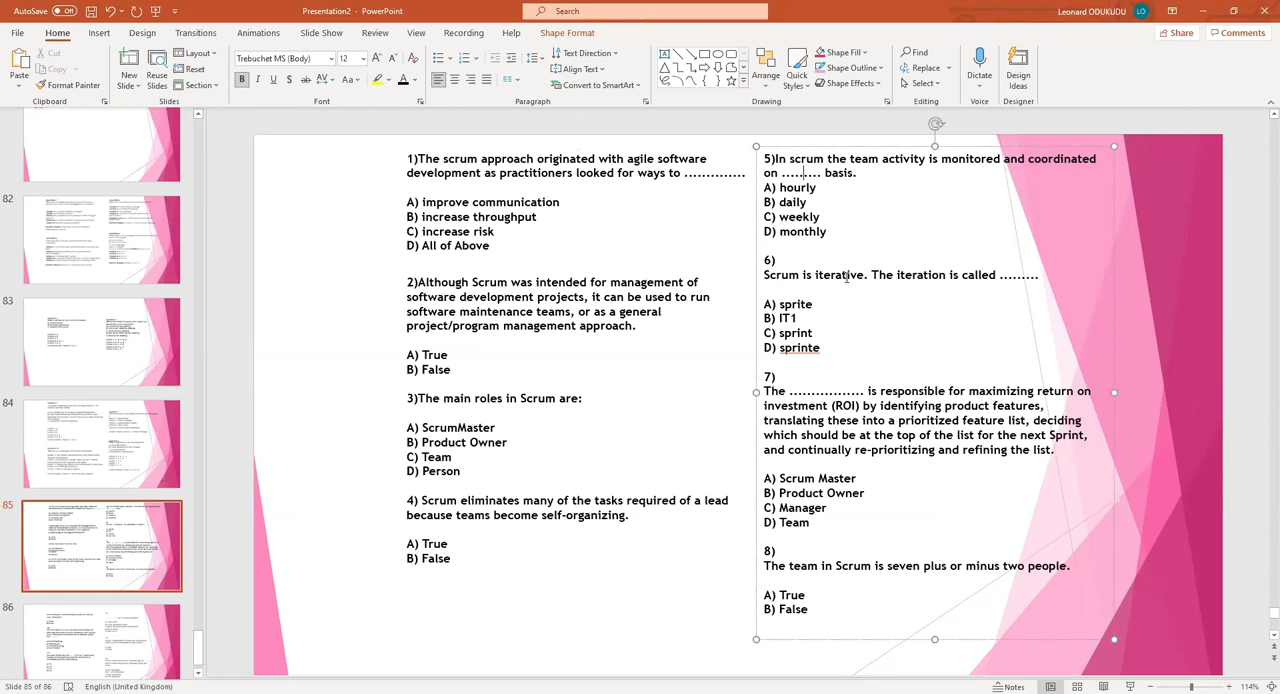 AutoSave Off
Presentation2 - PowerPoint
Search
Leonard ODUKUDU
LO
File Home Insert Design Transitions Animations Slide Show Review View Recording Help Shape Format
Share Comments
Paste
Cut
Copy
Format Painter
Clipboard
New Slide
Reuse Slides
Layout
Reset
Section
Slides
Trebuchet MS (Body) 12
Font
Text Direction
Align Text
Convert to SmartArt
Paragraph
Arrange
Quick Styles
Shape Fill
Shape Outline
Shape Effects
Drawing
Find
Replace
Select
Editing
Dictate
Voice
Design Ideas
Designer
82
83
84
85
86
1)The scrum approach originated with agile software
development as practitioners looked for ways to ..............
A) improve communication
B) increase team output
C) increase roi
D) All of Above
2)Although Scrum was intended for management of
software development projects, it can be used to run
software maintenance teams, or as a general
project/program management approach.
A) True
B) False
3)The main roles in Scrum are:
A) ScrumMaster
B) Product Owner
C) Team
D) Person
4) Scrum eliminates many of the tasks required of a lead
because teams become self-organizing.
A) True
B) False
5)In scrum the team activity is monitored and coordinated
on ......... basis.
A) hourly
B) daily
D) monthly
6)
Scrum is iterative. The iteration is called .........
A) sprite
B) IT1
C) sprint
D) sprinte
7)
The ................ is responsible for maximizing return on
investment (ROI) by identifying product features,
translating these into a prioritized feature list, deciding
which should be at the top of the list for the next Sprint,
and continually re-prioritizing and refining the list.
A) Scrum Master
B) Product Owner
C) Manager
D) Team
8)
The team in Scrum is seven plus or minus two people.
A) True
B) False
Slide 85 of 86
English (United Kingdom)
Notes
114%